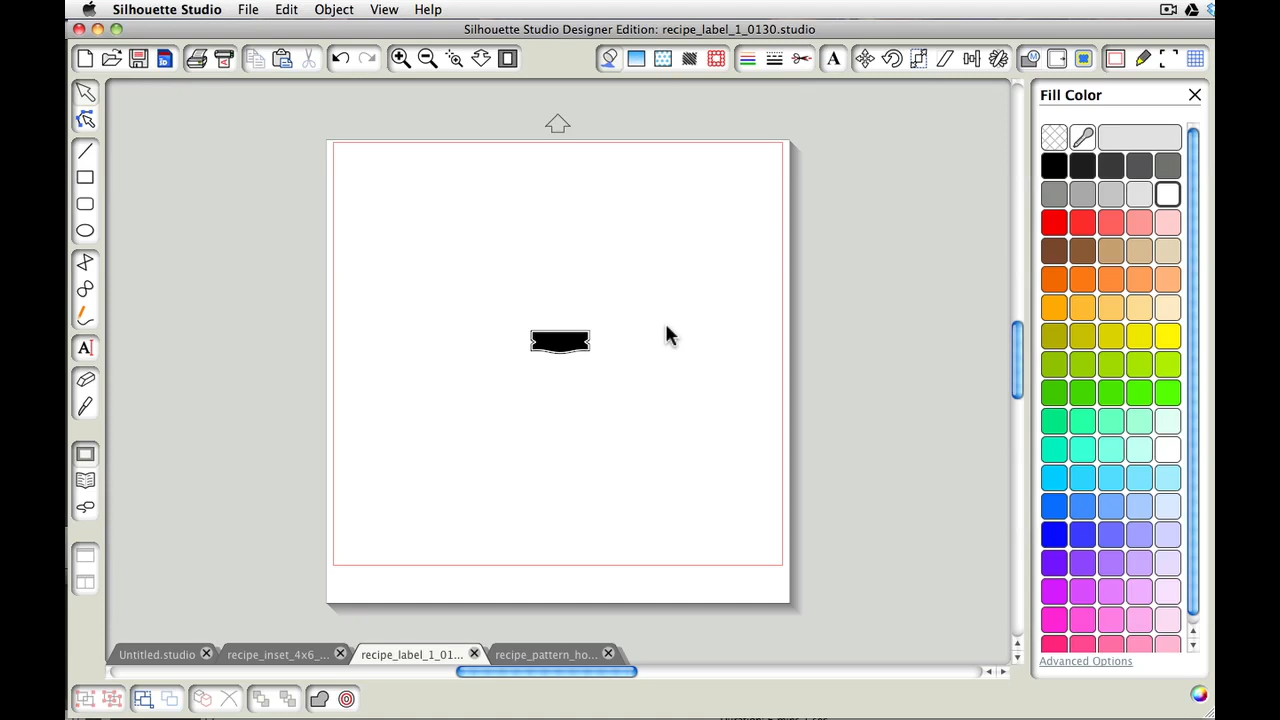 Silhouette Studio File Edit Object View Help
Silhouette Studio Designer Edition: recipe_label_1_0130.studio
Fill Color
Untitled.studio recipe_inset_4x6_... recipe_label_1_01... recipe_pattern_ho...
Advanced Options